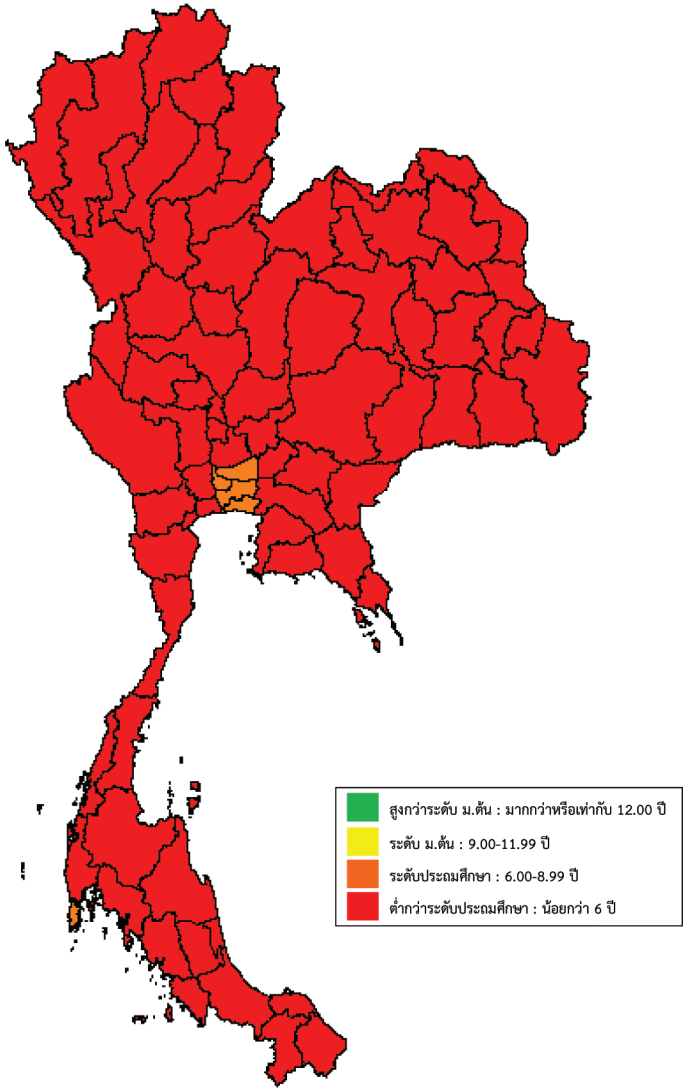 สูงกว่าระดับ ม.ต้น : มากกว่าหรือเท่ากับ 12.00 ปี
ระดับ ม.ต้น : 9.00-11.99 ปี
ระดับประถมศึกษา : 6.00-8.99 ปี
ต่ำกว่าระดับประถมศึกษา : น้อยกว่า 6 ปี